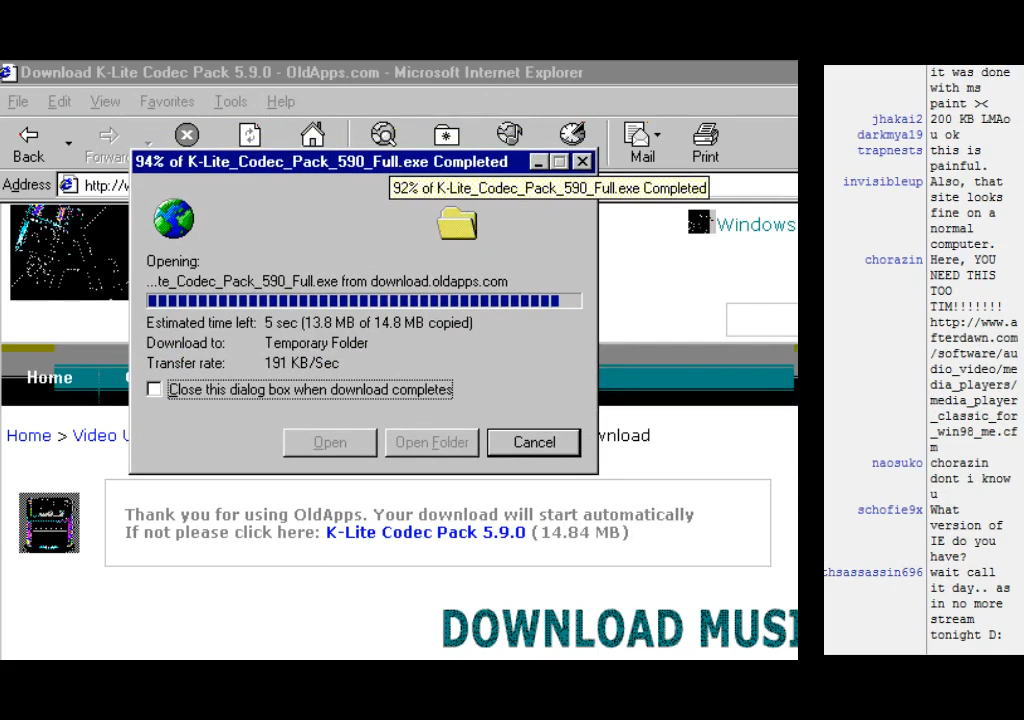 Download K-Lite Codec Pack 5.9.0 - OldApps.com - Microsoft Internet Explorer
File Edit View Favorites Tools Help
Back Forward Mail Print
94% of K-Lite_Codec_Pack_590_Full.exe Completed
Address http://w
92% of K-Lite_Codec_Pack_590_Full.exe Completed
Windows
Opening:
...te_Codec_Pack_590_Full.exe from download.oldapps.com
Estimated time left: 5 sec (13.8 MB of 14.8 MB copied)
Download to: Temporary Folder
Transfer rate: 191 KB/Sec
Close this dialog box when download completes
Open Open Folder Cancel
Home
Home > Video U
wnload
Thank you for using OldApps. Your download will start automatically
If not please click here: K-Lite Codec Pack 5.9.0 (14.84 MB)
DOWNLOAD MUSI
it was done
with ms
paint ><
jhakai2 200 KB LMAo
darkmya19 u ok
trapnests this is
painful.
invisibleup Also, that
site looks
fine on a
normal
computer.
chorazin Here, YOU
NEED THIS
TOO
TIM!!!!!!!
http://www.a
fterdawn.com
/software/au
dio_video/me
dia_players/
media_player
_classic_for
_win98_me.cf
m
naosuko chorazin
dont i know
u
schofie9x What
version of
IE do you
have?
thsassassin696 wait call
it day.. as
in no more
stream
tonight D: